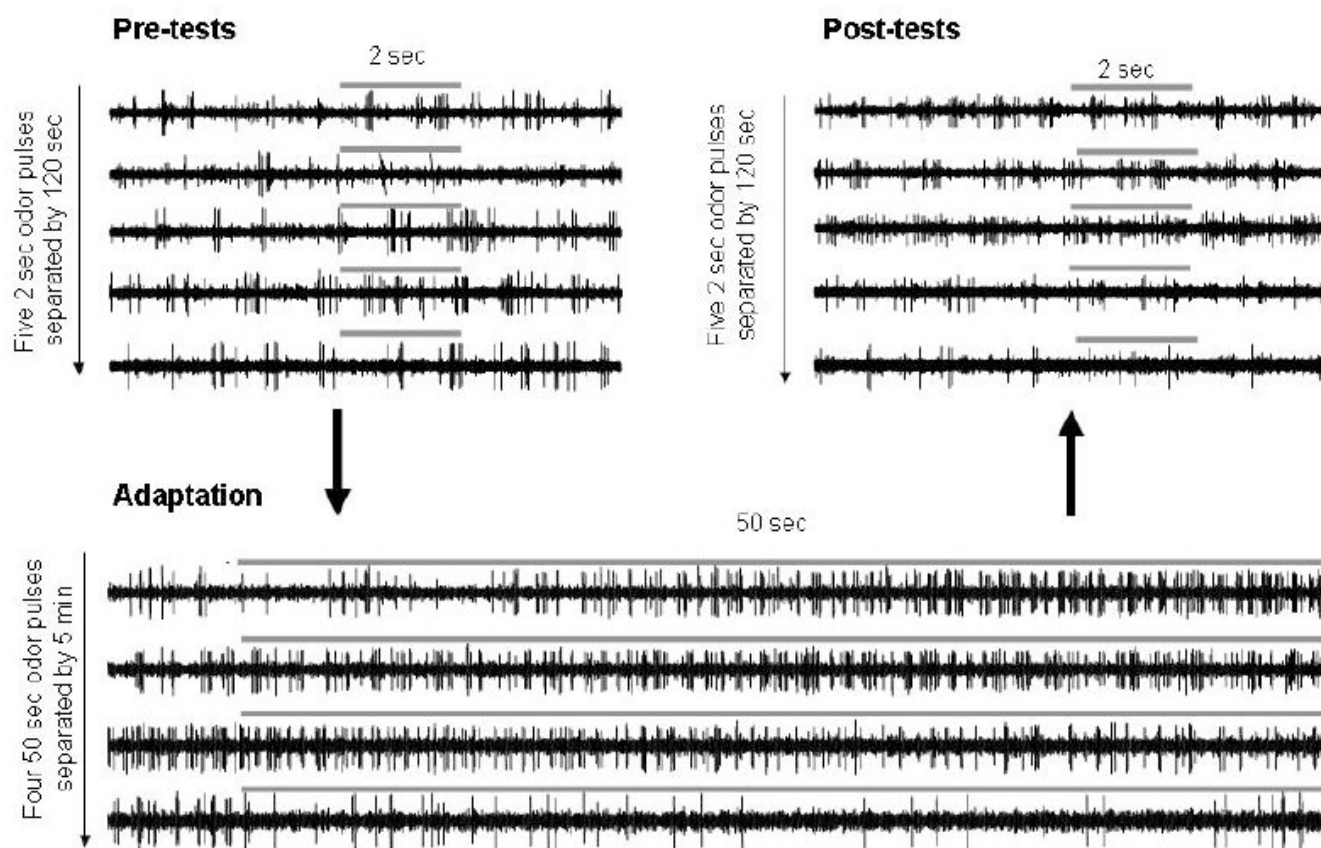 Pre-tests
2 sec
Five 2 sec odor pulses
separated by 120 sec
Post-tests
2 sec
Five 2 sec odor pulses
separated by 120 sec
Adaptation
50 sec
Four 50 sec odor pulses
separated by 5 min